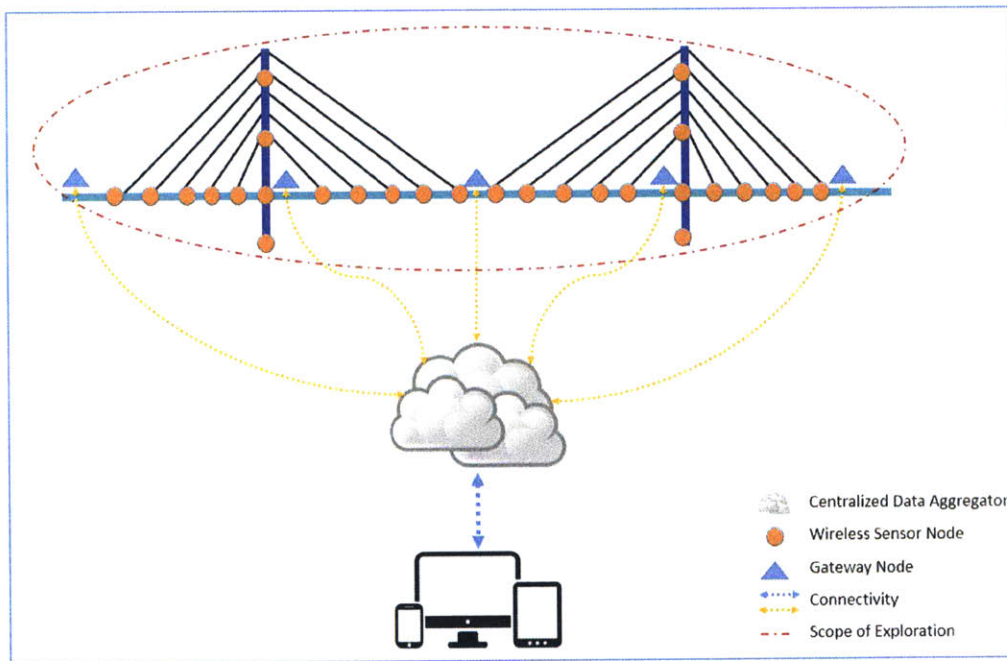 Centralized Data Aggregator
Wireless Sensor Node
Gateway Node
Connectivity
Scope of Exploration